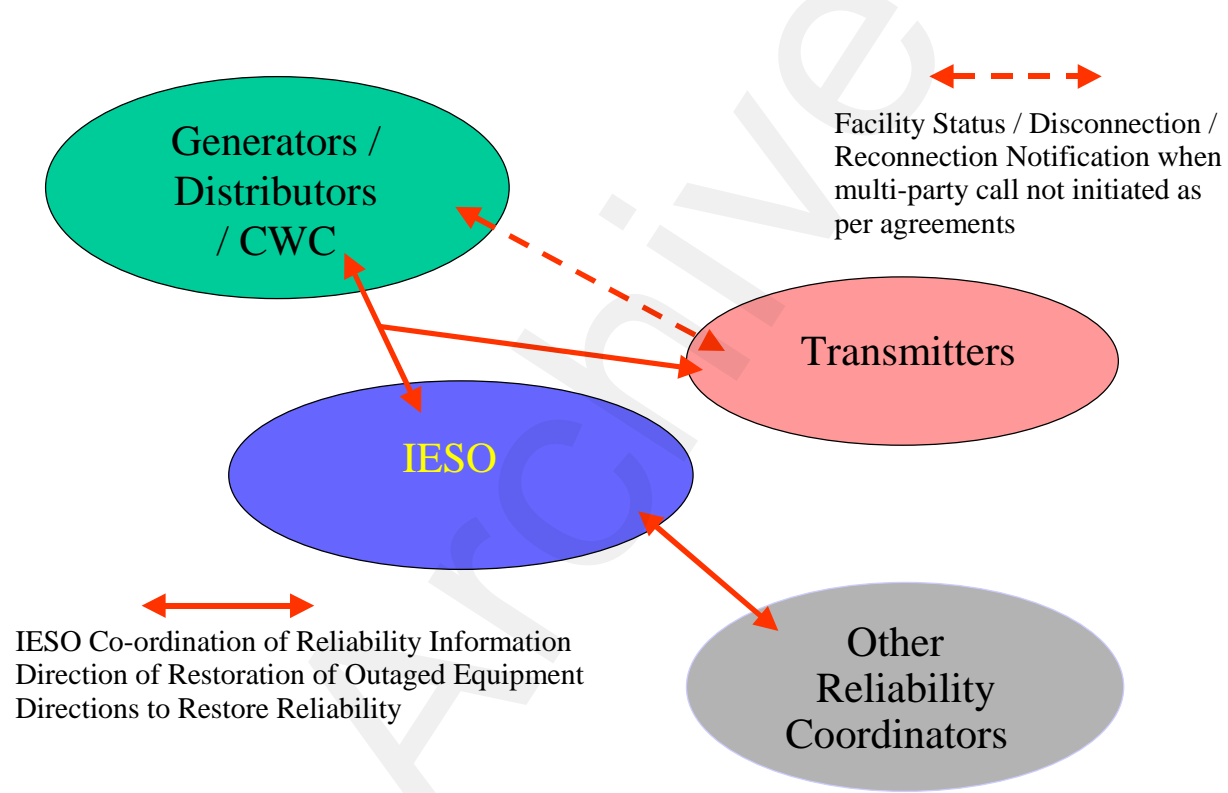 Generators /
Distributors
/ CWC
Facility Status / Disconnection /
Reconnection Notification when
multi-party call not initiated as
per agreements
Transmitters
IESO
IESO Co-ordination of Reliability Information
Direction of Restoration of Outaged Equipment
Directions to Restore Reliability
Other
Reliability
Coordinators
Archive